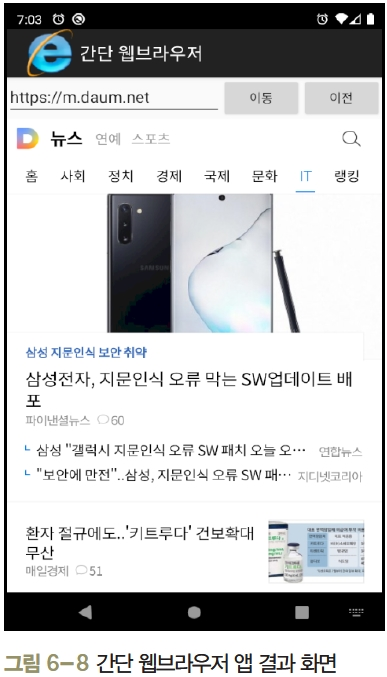 7:03
간단 웹브라우저
https://m.daum.net 이동 이전
뉴스 연예 스포츠
홈 사회 정치 경제 국제 문화 IT 랭킹
SAMSUNG
삼성 지문인식 보안 취약
삼성전자, 지문인식 오류 막는 SW업데이트 배
포
파이낸셜뉴스 60
삼성 "갤럭시 지문인식 오류 SW 패치 오늘 오… 연합뉴스
"보안에 만전"..삼성, 지문인식 오류 SW 패… 지디넷코리아
환자 절규에도..'키트루다' 건보확대
무산
매일경제 51
그림 6-8 간단 웹브라우저 앱 결과 화면